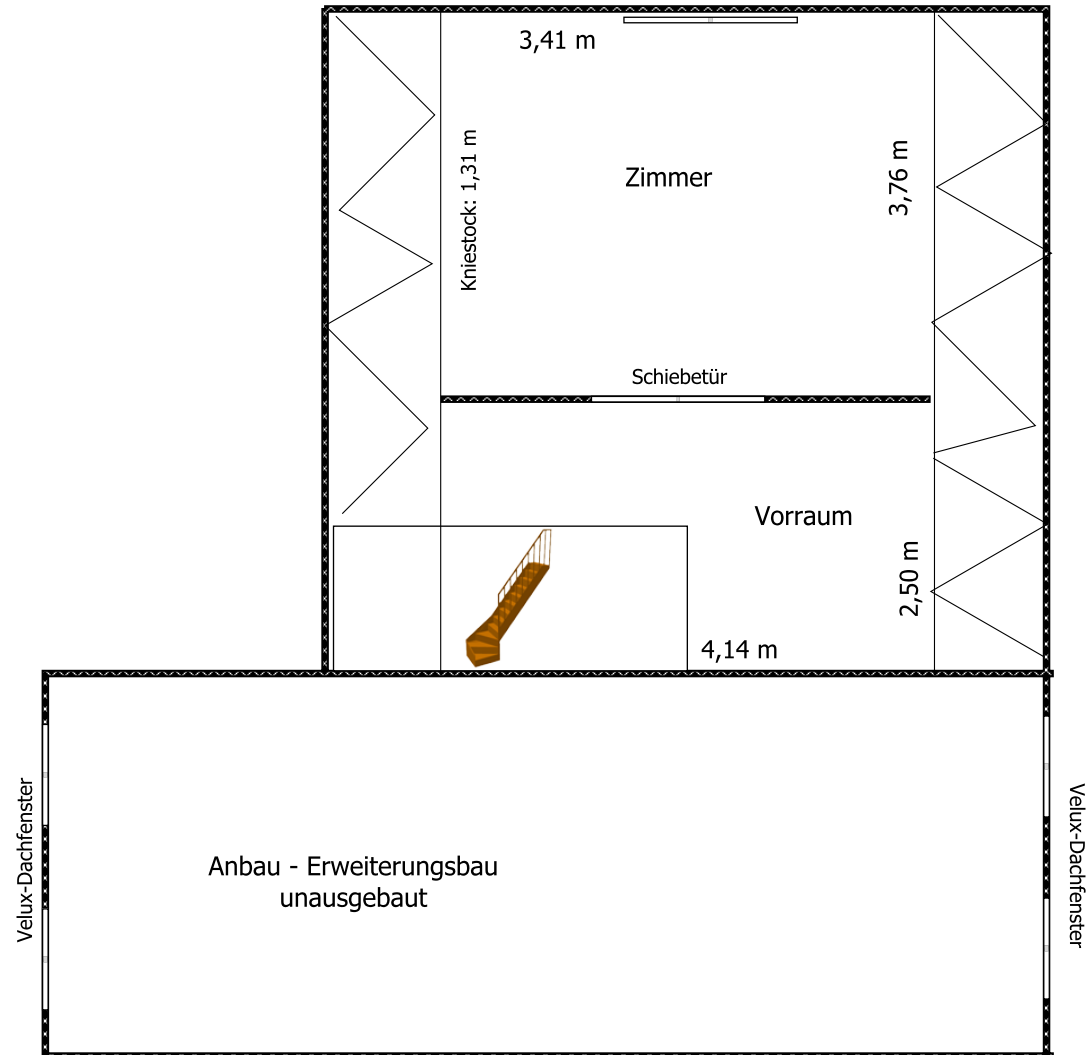 3,41 m
Kniestock: 1,31 m
Zimmer
3,76 m
Schiebetür
Vorraum
2,50 m
4,14 m
Velux-Dachfenster
Velux-Dachfenster
Anbau - Erweiterungsbau
unausgebaut